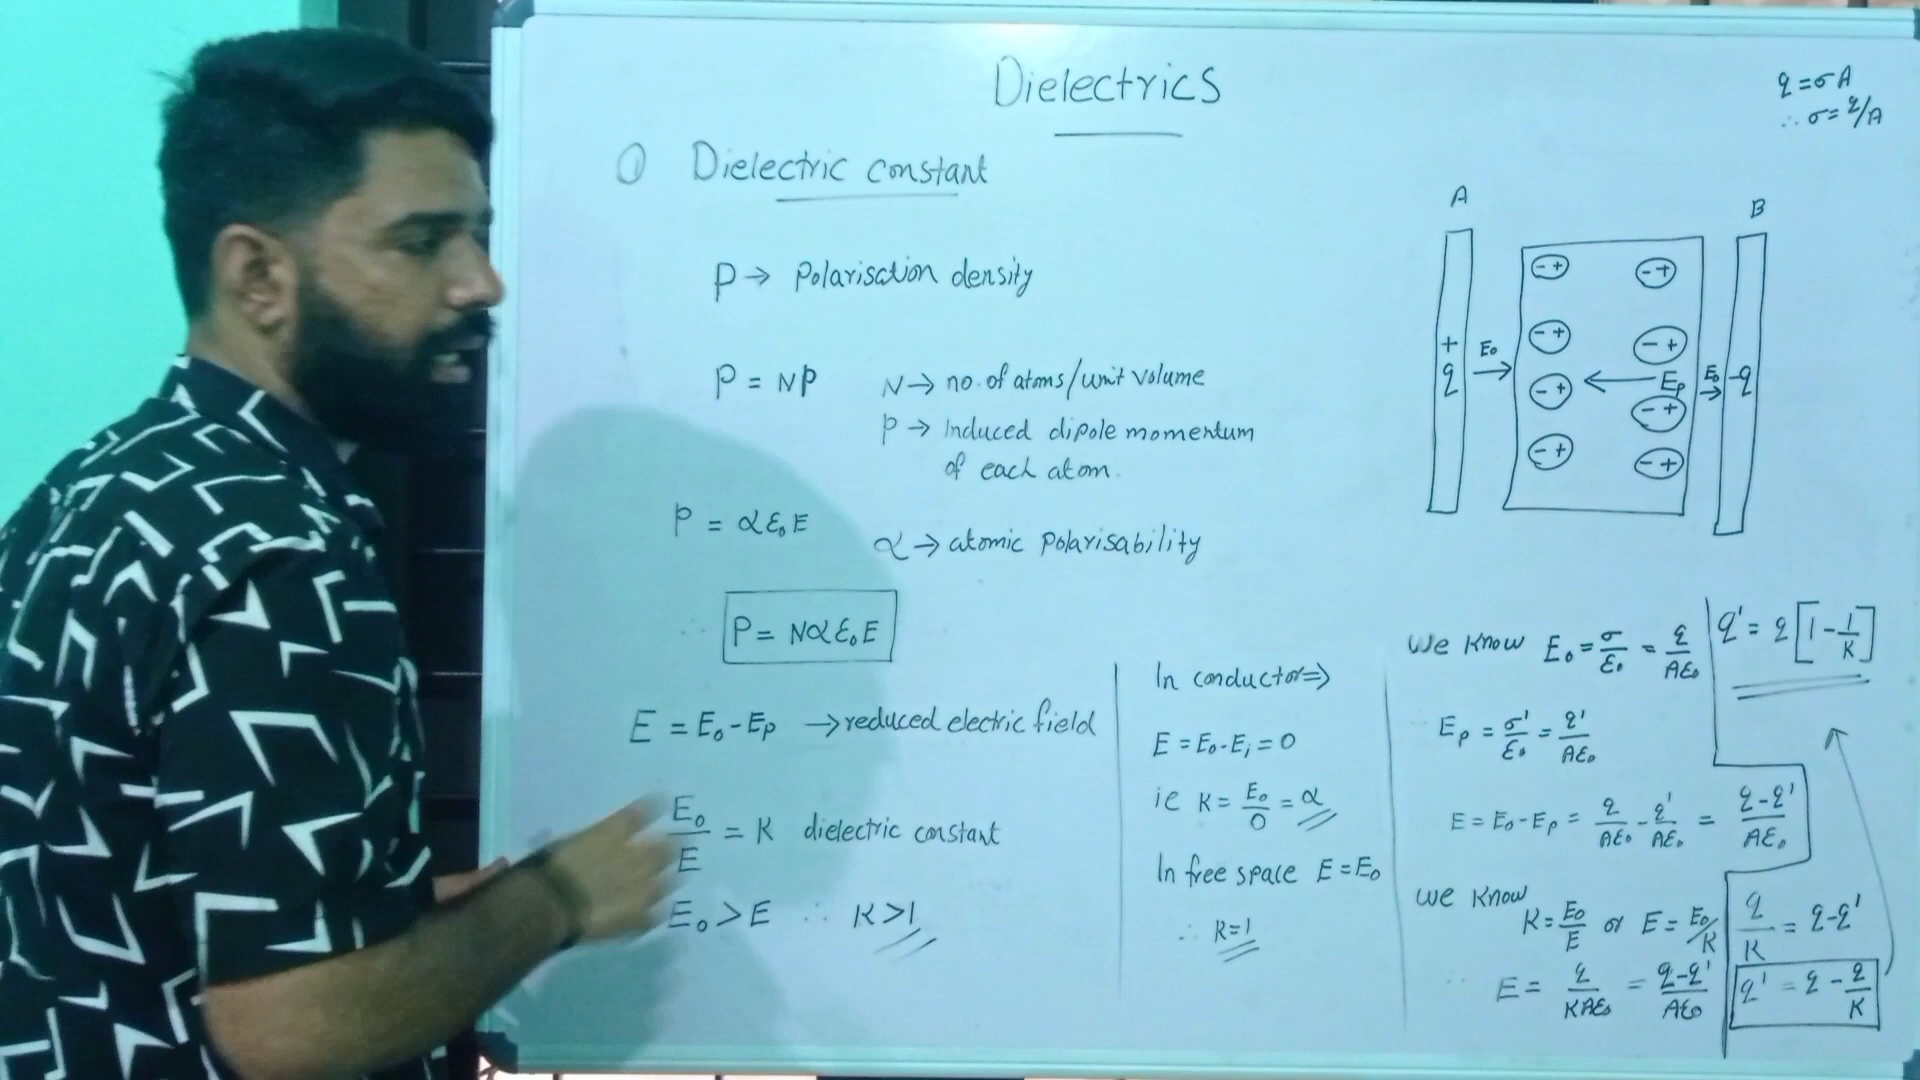 Dielectrics
q = σA
∴ σ = q/A
① Dielectric constant
P → Polarisation density
P = NP N → no. of atoms/unit volume
P → Induced dipole momentum
of each atom.
P = αε₀E α → atomic Polarisability
∴ P = Nαε₀E
E = E₀ - Ep → reduced electric field
E₀/E = K dielectric constant
E₀ > E ∴ K > 1
In conductor ⇒
E = E₀ - Eᵢ = 0
ie K = E₀/0 = α
In free space E = E₀
∴ K = 1
A B
- + - +
- + - +
- + - +
- + - +
+ q E₀ Ep E₀ -q
We know E₀ = σ/ε₀ = q/Aε₀
Ep = σ'/ε₀ = q'/Aε₀
E = E₀ - Ep = q/Aε₀ - q'/Aε₀ = q-q'/Aε₀
we know
K = E₀/E or E = E₀/K
∴ E = q/KAε₀ = q-q'/Aε₀
q/K = q-q'
q' = q - q/K
q' = q[1 - 1/K]